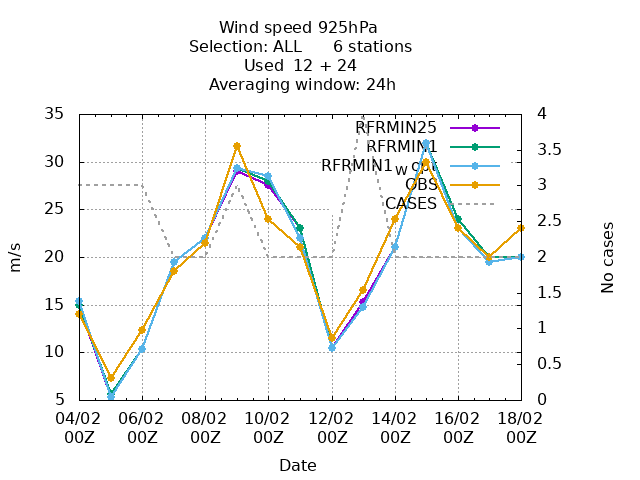 Wind speed 925hPa
Selection: ALL 6 stations
Used 12 + 24
Averaging window: 24h
35 4
RFRMIN25
RFRMIN1 3.5
30
RFRMIN1w opt
OBS 3
CASES
25 2.5
m/s 20 2 No cases
15 1.5
1
10
0.5
5 0
04/02 06/02 08/02 10/02 12/02 14/02 16/02 18/02
00Z 00Z 00Z 00Z 00Z 00Z 00Z 00Z
Date